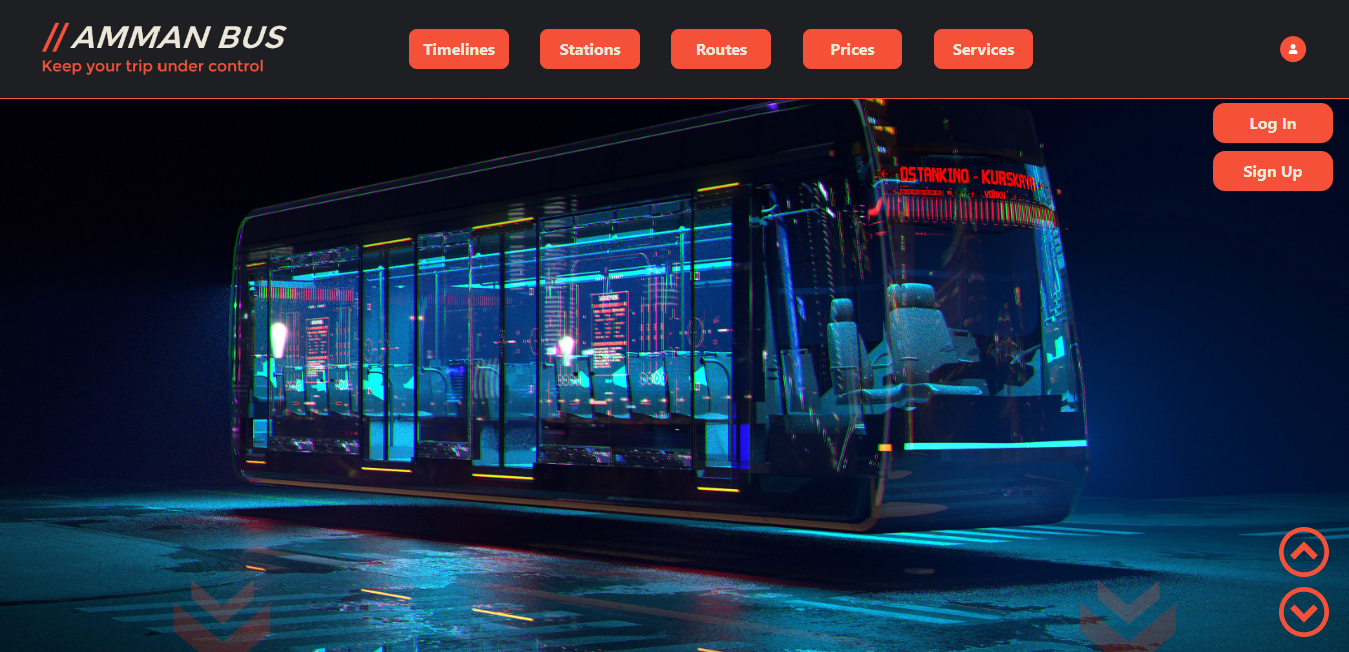 // AMMAN BUS
Keep your trip under control
Timelines
Stations
Routes
Prices
Services
Log In
Sign Up
OSTANKINO - KURSKAYA